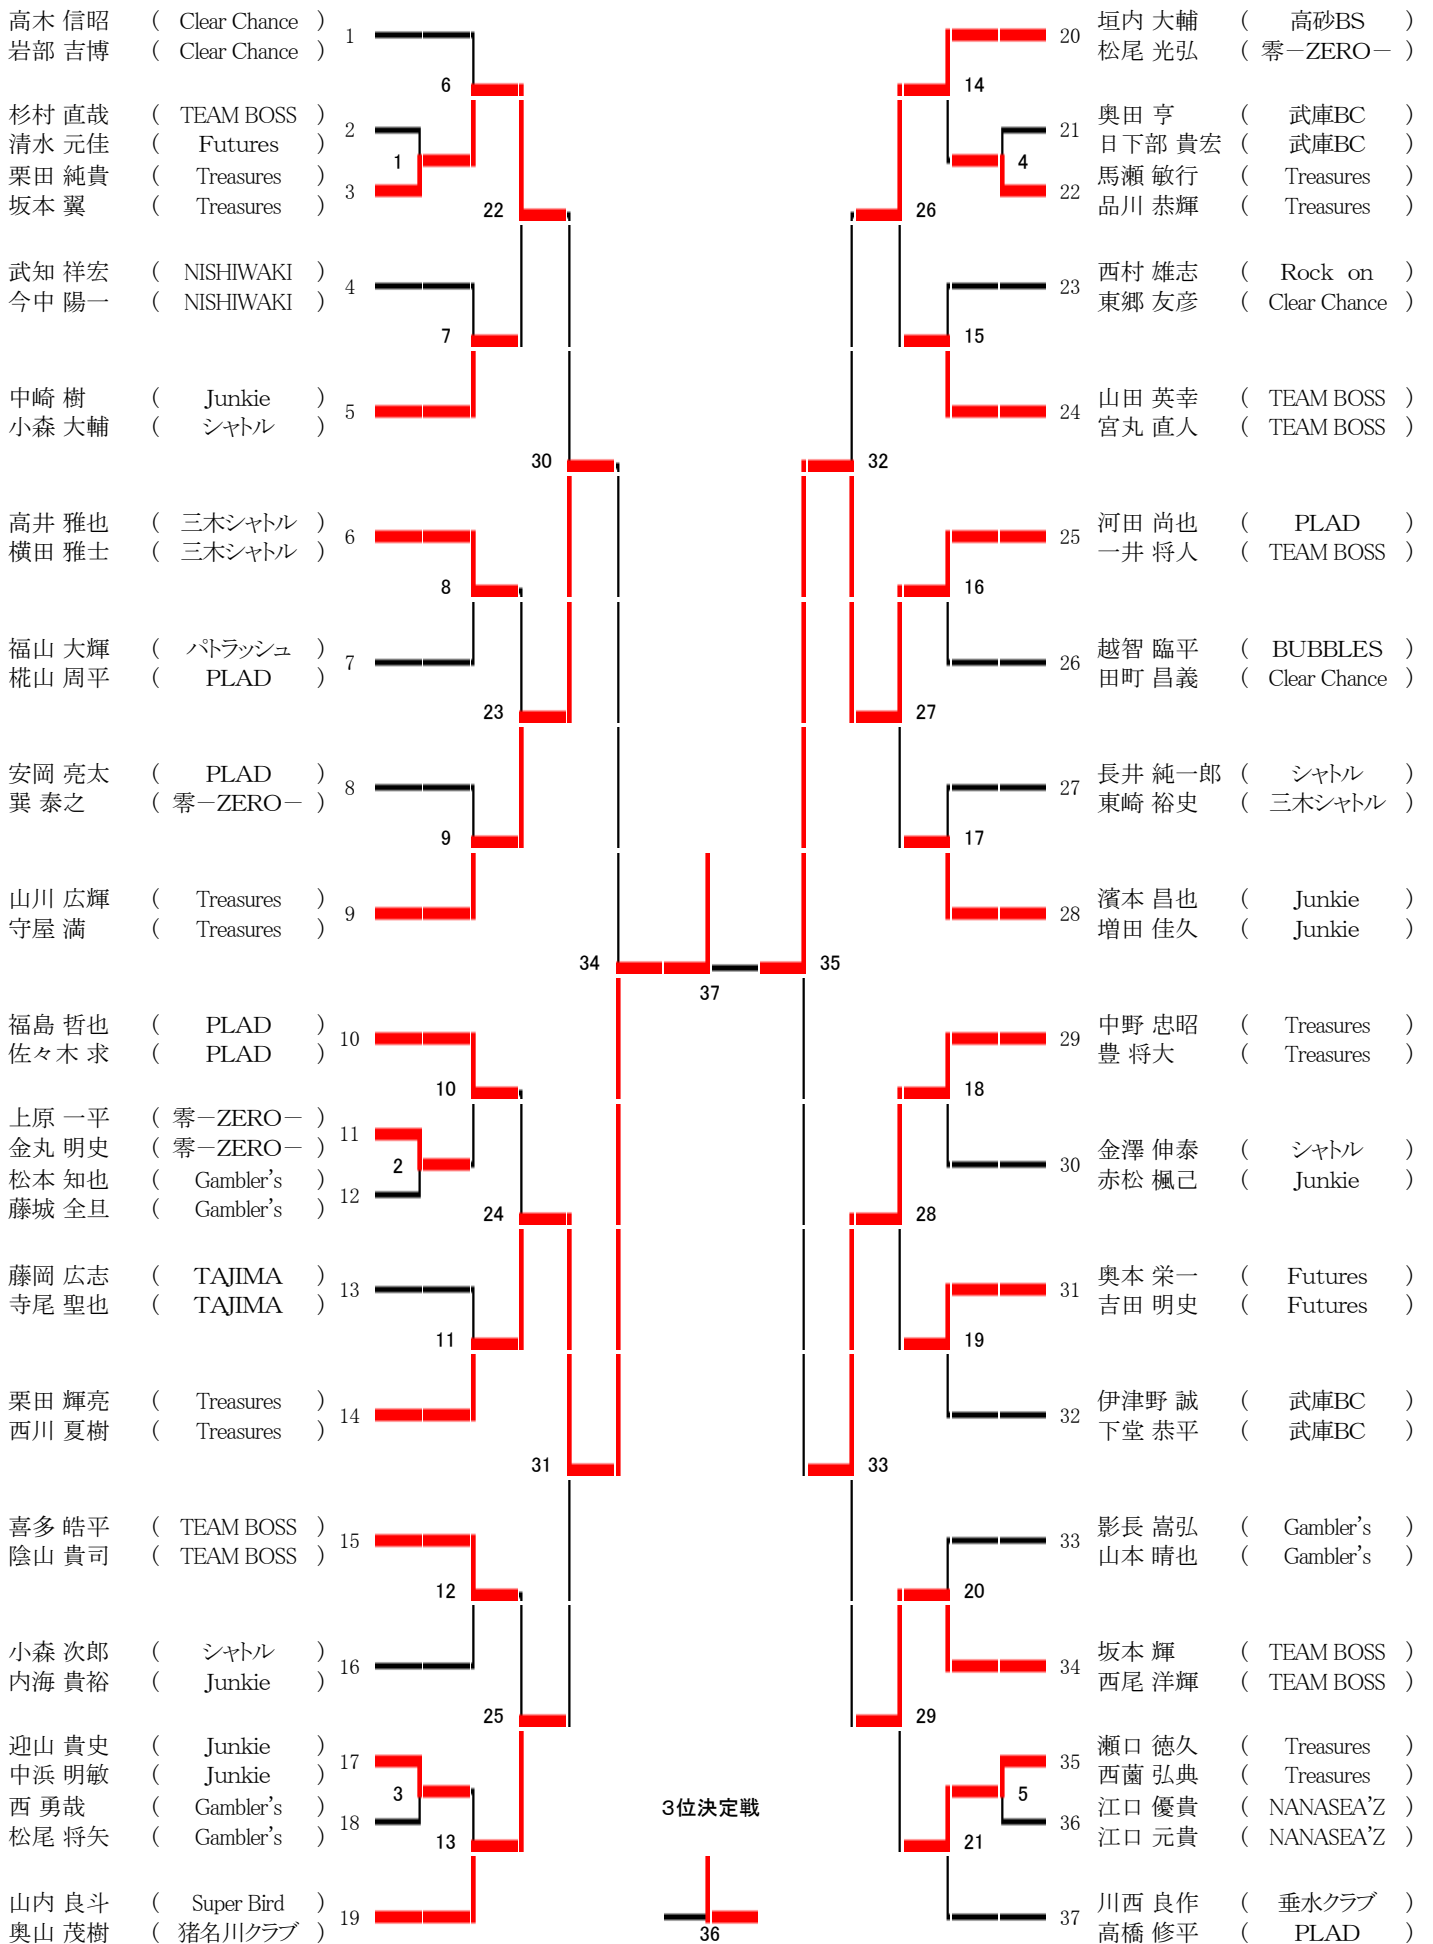 高木 信昭 ( Clear Chance ) 1
岩部 吉博 ( Clear Chance )
6
杉村 直哉 ( TEAM BOSS ) 2
清水 元佳 ( Futures )
1
栗田 純貴 ( Treasures ) 3
坂本 翼 ( Treasures )
22
武知 祥宏 ( NISHIWAKI ) 4
今中 陽一 ( NISHIWAKI )
7
中崎 樹 ( Junkie ) 5
小森 大輔 ( シャトル )
30
高井 雅也 ( 三木シャトル ) 6
横田 雅士 ( 三木シャトル )
8
福山 大輝 ( パトラッシュ ) 7
椛山 周平 ( PLAD )
23
安岡 亮太 ( PLAD ) 8
巽 泰之 ( 零－ZERO－ )
9
山川 広輝 ( Treasures ) 9
守屋 満 ( Treasures )
34
福島 哲也 ( PLAD ) 10
佐々木 求 ( PLAD )
10
上原 一平 ( 零－ZERO－ ) 11
金丸 明史 ( 零－ZERO－ )
2
松本 知也 ( Gambler's ) 12
藤城 全旦 ( Gambler's )
24
藤岡 広志 ( TAJIMA ) 13
寺尾 聖也 ( TAJIMA )
11
栗田 輝亮 ( Treasures ) 14
西川 夏樹 ( Treasures )
31
喜多 皓平 ( TEAM BOSS ) 15
陰山 貴司 ( TEAM BOSS )
12
小森 次郎 ( シャトル ) 16
内海 貴裕 ( Junkie )
25
迎山 貴史 ( Junkie ) 17
中浜 明敏 ( Junkie )
3
西 勇哉 ( Gambler's ) 18
松尾 将矢 ( Gambler's )
13
山内 良斗 ( Super Bird ) 19
奥山 茂樹 ( 猪名川クラブ )
37
3位決定戦
36
20 垣内 大輔 ( 高砂BS )
松尾 光弘 ( 零－ZERO－ )
14
21 奥田 亨 ( 武庫BC )
日下部 貴宏 ( 武庫BC )
4
22 馬瀬 敏行 ( Treasures )
品川 恭輝 ( Treasures )
26
23 西村 雄志 ( Rock on )
東郷 友彦 ( Clear Chance )
15
24 山田 英幸 ( TEAM BOSS )
宮丸 直人 ( TEAM BOSS )
32
25 河田 尚也 ( PLAD )
一井 将人 ( TEAM BOSS )
16
26 越智 臨平 ( BUBBLES )
田町 昌義 ( Clear Chance )
27
27 長井 純一郎 ( シャトル )
東崎 裕史 ( 三木シャトル )
17
28 濱本 昌也 ( Junkie )
増田 佳久 ( Junkie )
35
29 中野 忠昭 ( Treasures )
豊 将大 ( Treasures )
18
30 金澤 伸泰 ( シャトル )
赤松 楓己 ( Junkie )
28
31 奥本 栄一 ( Futures )
吉田 明史 ( Futures )
19
32 伊津野 誠 ( 武庫BC )
下堂 恭平 ( 武庫BC )
33
33 影長 嵩弘 ( Gambler's )
山本 晴也 ( Gambler's )
20
34 坂本 輝 ( TEAM BOSS )
西尾 洋輝 ( TEAM BOSS )
29
35 瀬口 徳久 ( Treasures )
西薗 弘典 ( Treasures )
5
36 江口 優貴 ( NANASEA'Z )
江口 元貴 ( NANASEA'Z )
21
37 川西 良作 ( 垂水クラブ )
高橋 修平 ( PLAD )